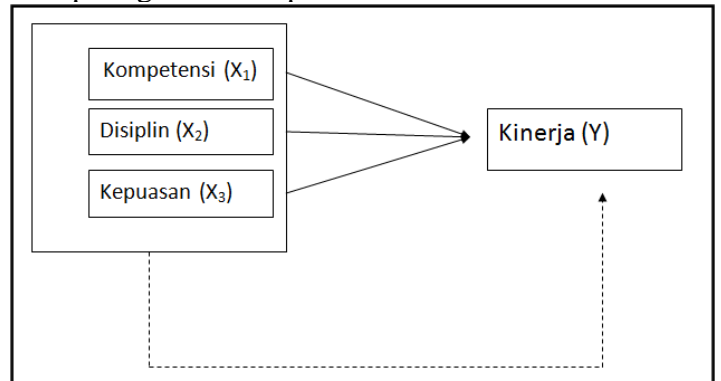 Kompetensi (X₁)
Disiplin (X₂)
Kepuasan (X₃)
Kinerja (Y)